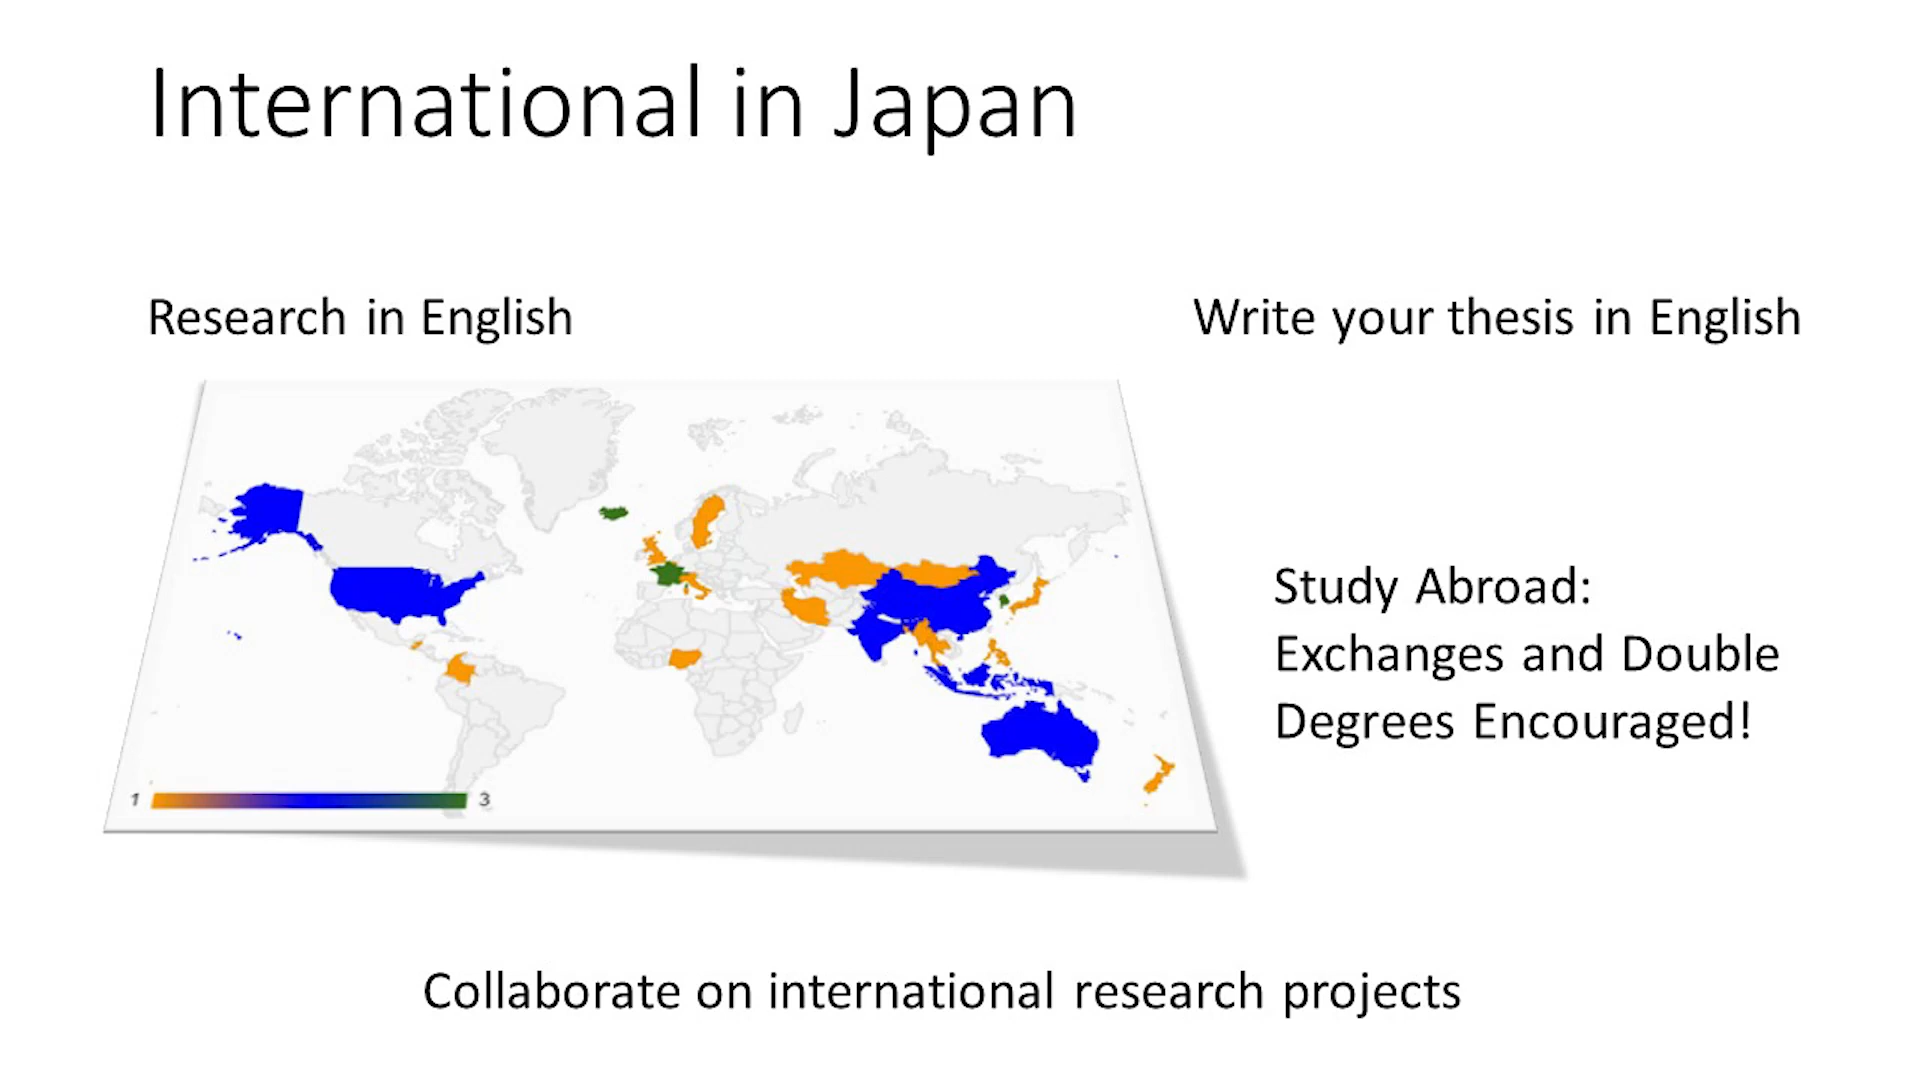 International in Japan
Research in English
Write your thesis in English
Study Abroad:
Exchanges and Double
Degrees Encouraged!
1
3
Collaborate on international research projects